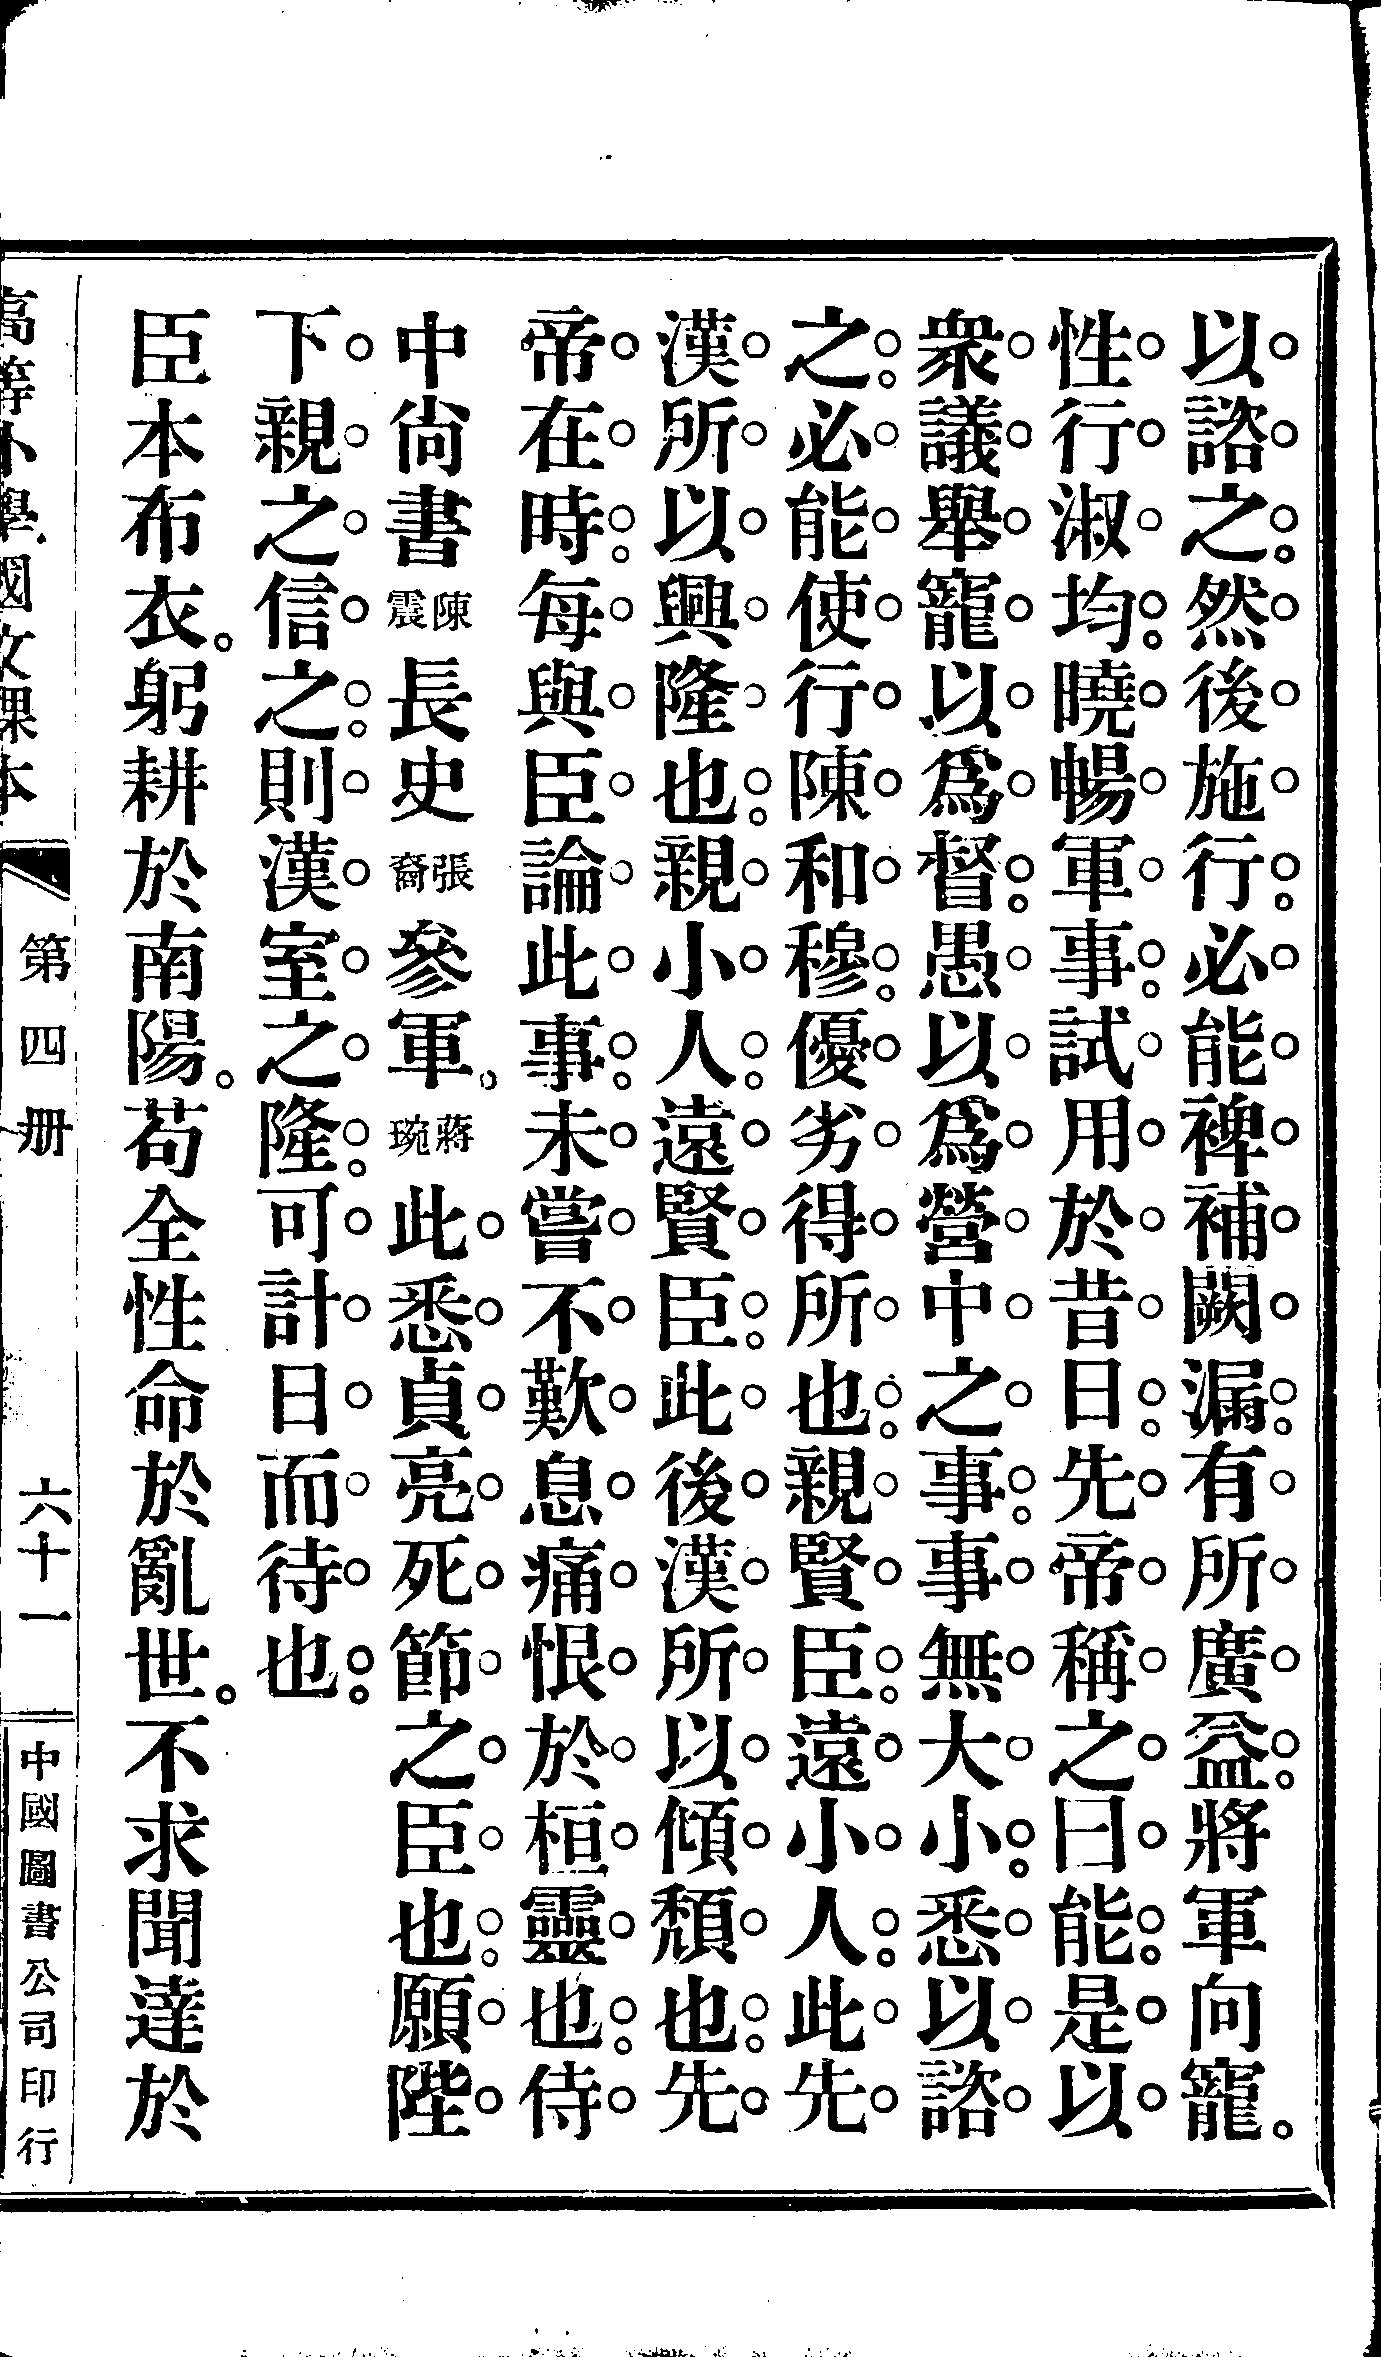 以諮之。然後施行。必能裨補闕漏。有所廣益。將軍向寵。
性行淑均。曉暢軍事。試用於昔日。先帝稱之曰能。是以
衆議舉寵以爲督。愚以爲營中之事。事無大小。悉以諮
之。必能使行陳和穆。優劣得所也。親賢臣。遠小人。此先
漢所以興隆也。親小人。遠賢臣。此後漢所以傾頹也。先
帝在時。每與臣論此事。未嘗不歎息痛恨於桓靈也。侍
中尚書陳震長史張裔參軍。蔣琬此悉貞亮死節之臣也。願陛
下親之信之。則漢室之隆。可計日而待也。
臣本布衣。躬耕於南陽。苟全性命於亂世。不求聞達於
高等小學國文課本 第四册 六十一 中國圖書公司印行